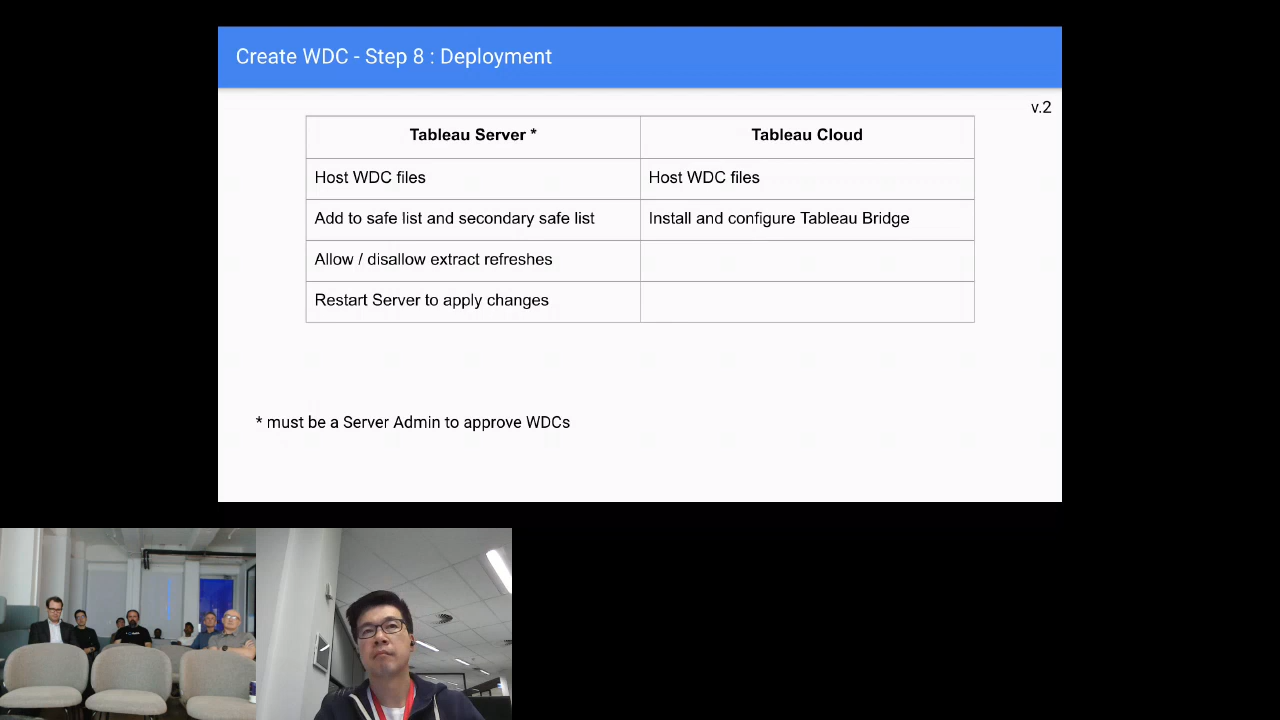 Create WDC - Step 8 : Deployment
v.2
Tableau Server *
Tableau Cloud
Host WDC files
Host WDC files
Add to safe list and secondary safe list
Install and configure Tableau Bridge
Allow / disallow extract refreshes
Restart Server to apply changes
* must be a Server Admin to approve WDCs